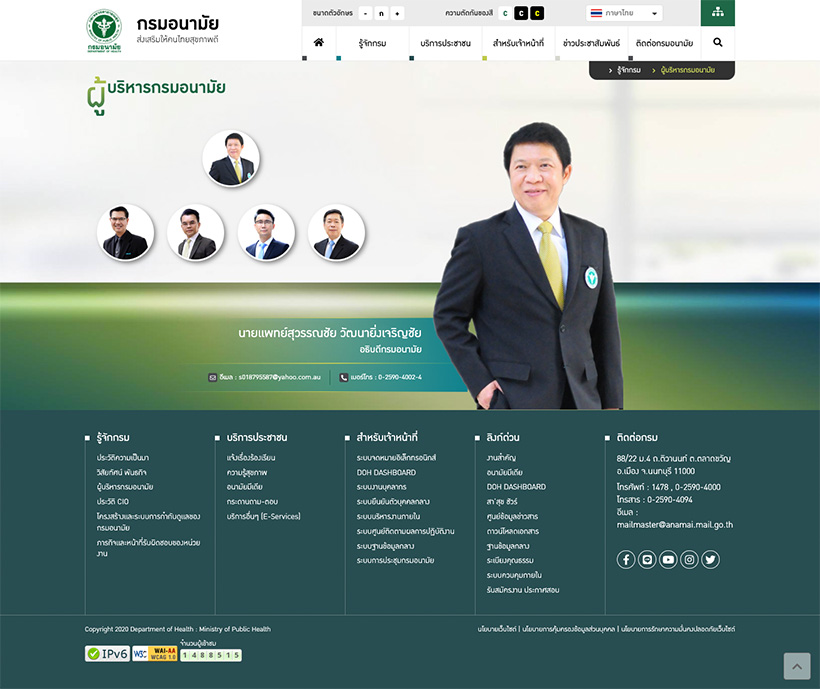 กรมอนามัย
ส่งเสริมให้คนไทยสุขภาพดี
กรมอนามัย
DEPARTMENT OF HEALTH
ขนาดตัวอักษร - ก +
ความตัดกันของสี C C C
ภาษาไทย
รู้จักกรม
บริการประชาชน
สำหรับเจ้าหน้าที่
ข่าวประชาสัมพันธ์
ติดต่อกรมอนามัย
› รู้จักกรม › ผู้บริหารกรมอนามัย
ผู้บริหารกรมอนามัย
นายแพทย์สุวรรณชัย วัฒนายิ่งเจริญชัย
อธิบดีกรมอนามัย
อีเมล : s018795587@yahoo.com.au
เบอร์โทร : 0-2590-4002-4
รู้จักกรม
ประวัติความเป็นมา
วิสัยทัศน์ พันธกิจ
ผู้บริหารกรมอนามัย
ประวัติ CIO
โครงสร้างและระบบการกำกับดูแลของ
กรมอนามัย
ภารกิจและหน้าที่รับผิดชอบของหน่วย
งาน
บริการประชาชน
แจ้งเรื่องร้องเรียน
ความรู้สุขภาพ
อนามัยมีเดีย
กระดานถาม-ตอบ
บริการอื่นๆ (E-Services)
สำหรับเจ้าหน้าที่
ระบบจดหมายอิเล็กทรอนิกส์
DOH DASHBOARD
ระบบงานบุคลากร
ระบบยืนยันตัวบุคคลกลาง
ระบบบริหารงานภายใน
ระบบศูนย์ติดตามผลการปฏิบัติงาน
ระบบฐานข้อมูลกลาง
ระบบการประชุมกรมอนามัย
ลิงก์ด่วน
งานสำคัญ
อนามัยมีเดีย
DOH DASHBOARD
สา'สุข ชัวร์
ศูนย์ข้อมูลข่าวสาร
ดาวน์โหลดเอกสาร
ฐานข้อมูลกลาง
ระเบียงคุณธรรม
ระบบควบคุมภายใน
รับสมัครงาน ประกาศสอบ
ติดต่อกรม
88/22 ม.4 ถ.ติวานนท์ ต.ตลาดขวัญ
อ.เมือง จ.นนทบุรี 11000
โทรศัพท์ : 1478 , 0-2590-4000
โทรสาร : 0-2590-4094
อีเมล :
mailmaster@anamai.mail.go.th
Copyright 2020 Department of Health : Ministry of Public Health
นโยบายเว็บไซต์ | นโยบายการคุ้มครองข้อมูลส่วนบุคคล | นโยบายการรักษาความมั่นคงปลอดภัยเว็บไซต์
IPv6
W3C WAI-AA
WCAG 1.0
จำนวนผู้เข้าชม
1488515